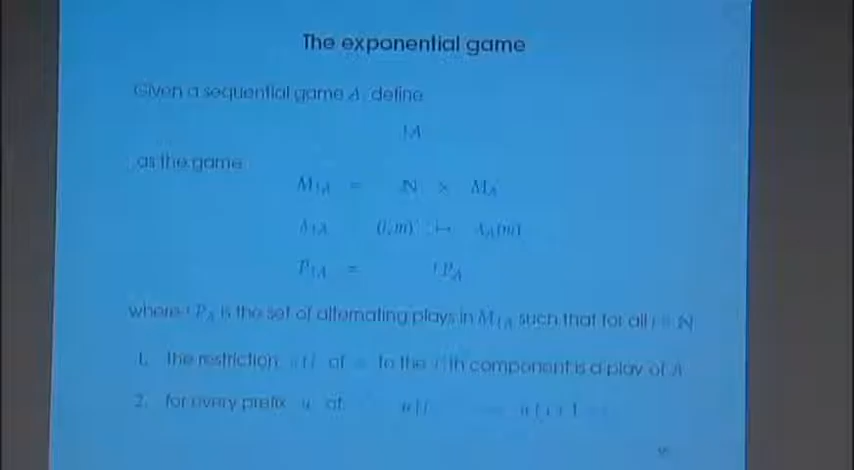 The exponential game
Given a sequential game A, define
!A
as the game
M!A = ℕ × MA
λ!A (i,m) ↦ λA(m)
P!A = !PA
where !PA is the set of alternating plays in M!A such that for all i ∈ ℕ
1. the restriction of to the i th component is a play of A
2. for every prefix u of